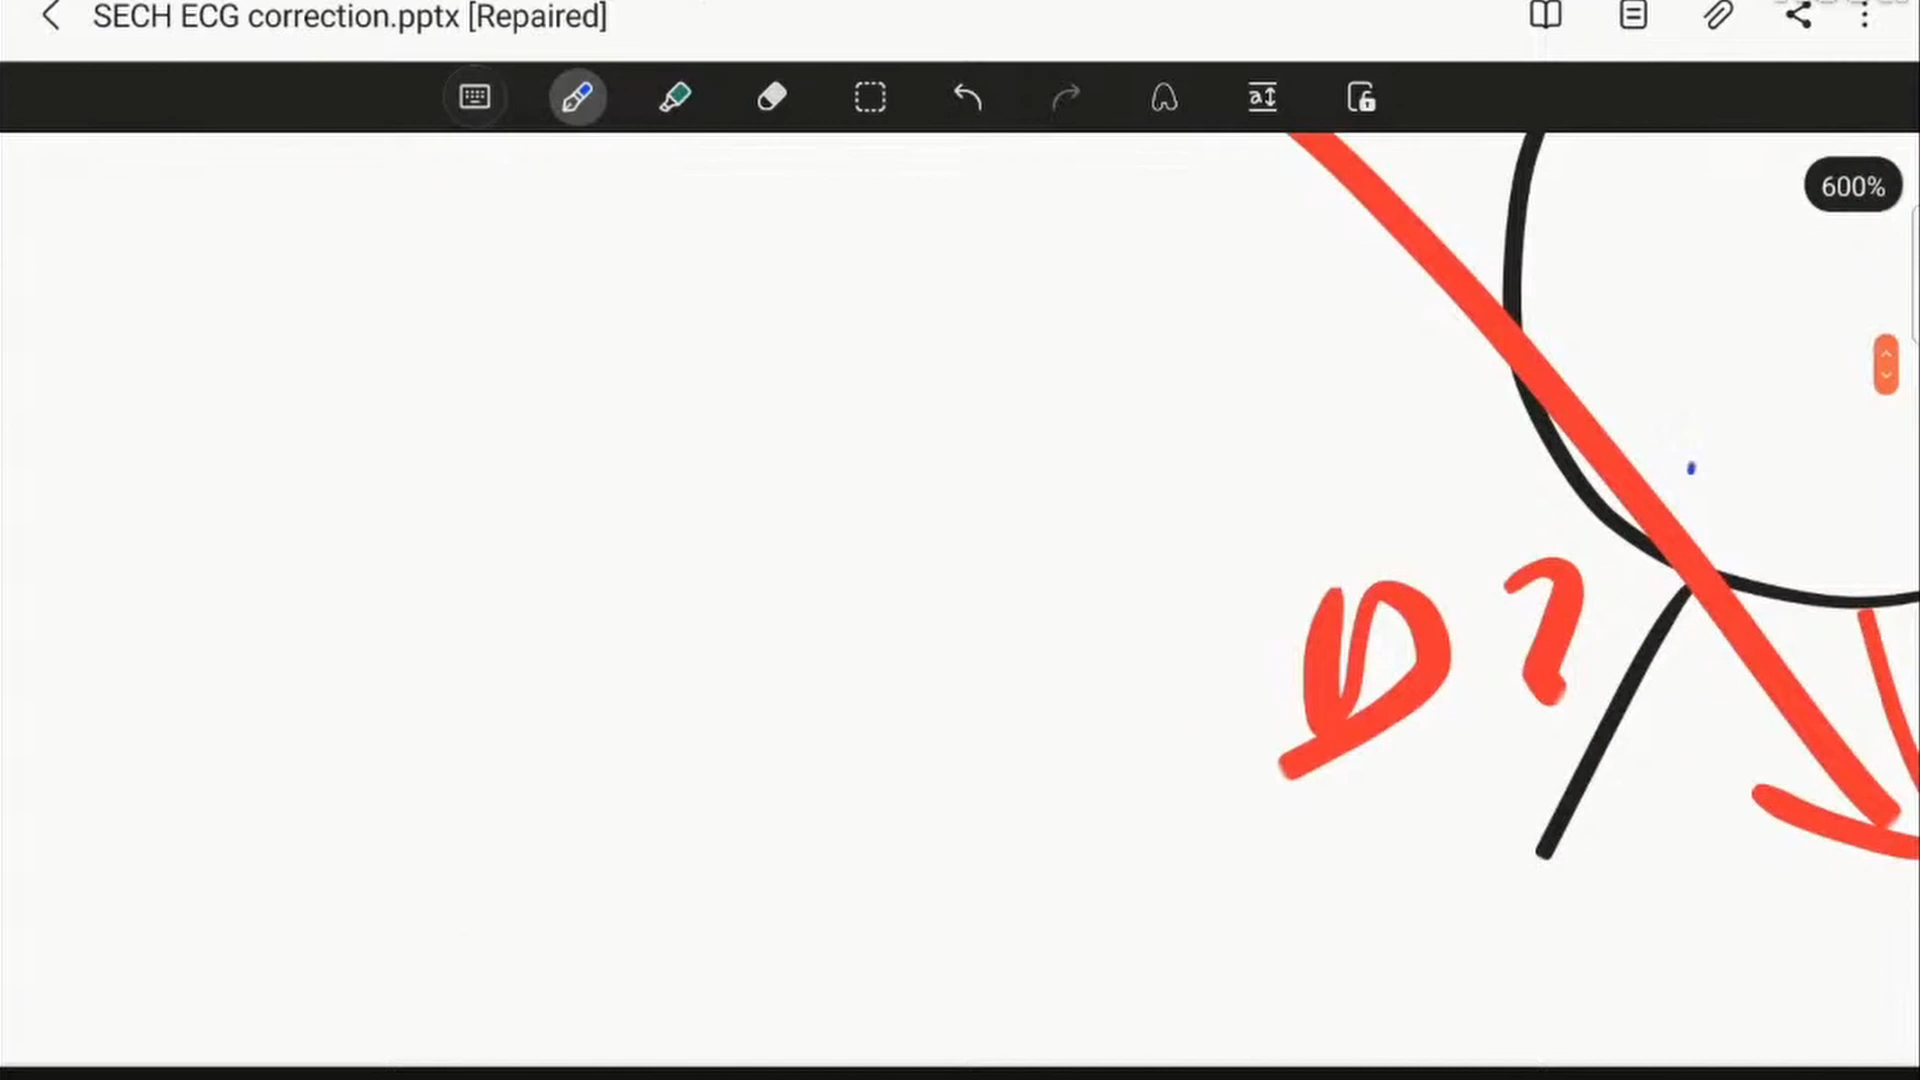 SECH ECG correction.pptx [Repaired]
a
600%
D ?